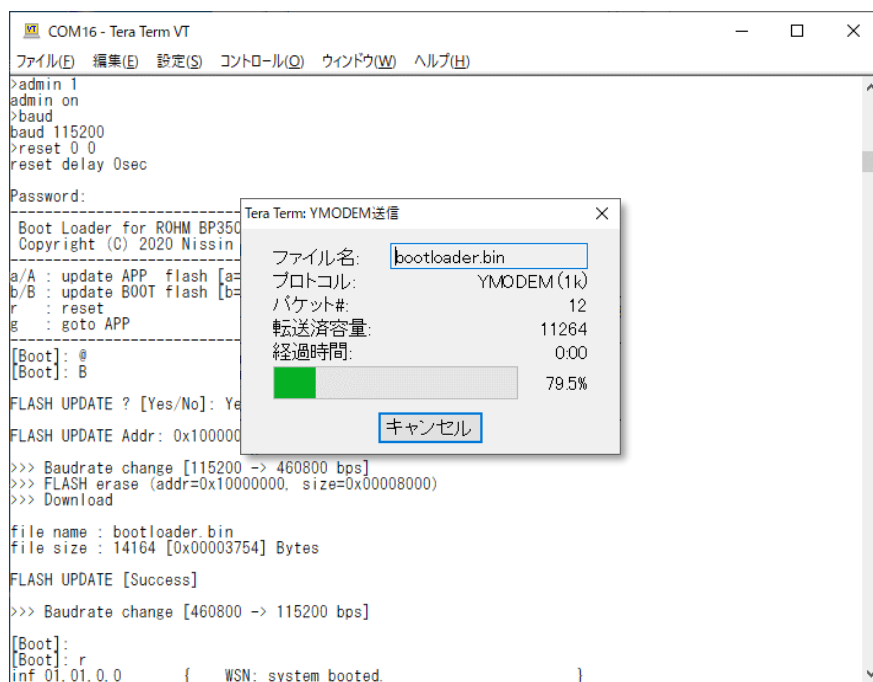 COM16 - Tera Term VT
ファイル(F) 編集(E) 設定(S) コントロール(O) ウィンドウ(W) ヘルプ(H)
>admin 1
admin on
>baud
baud 115200
>reset 0 0
reset delay 0sec
Password:
--------------------------------
Boot Loader for ROHM BP350
Copyright (C) 2020 Nissin
--------------------------------
a/A : update APP flash [a=
b/B : update BOOT flash [b=
r : reset
g : goto APP
--------------------------------
[Boot]: @
[Boot]: B
FLASH UPDATE ? [Yes/No]: Ye
FLASH UPDATE Addr: 0x100000
>>> Baudrate change [115200 -> 460800 bps]
>>> FLASH erase (addr=0x10000000, size=0x00008000)
>>> Download
file name : bootloader.bin
file size : 14164 [0x00003754] Bytes
FLASH UPDATE [Success]
>>> Baudrate change [460800 -> 115200 bps]
[Boot]:
[Boot]: r
inf 01.01.0.0 { WSN: system booted. }
Tera Term: YMODEM送信
ファイル名: bootloader.bin
プロトコル: YMODEM (1k)
パケット#: 12
転送済容量: 11264
経過時間: 0:00
79.5%
キャンセル